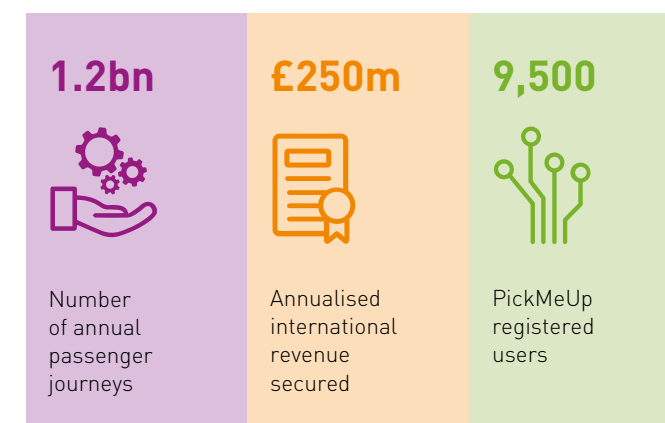 1.2bn
Number
of annual
passenger
journeys
£250m
Annualised
international
revenue
secured
9,500
PickMeUp
registered
users